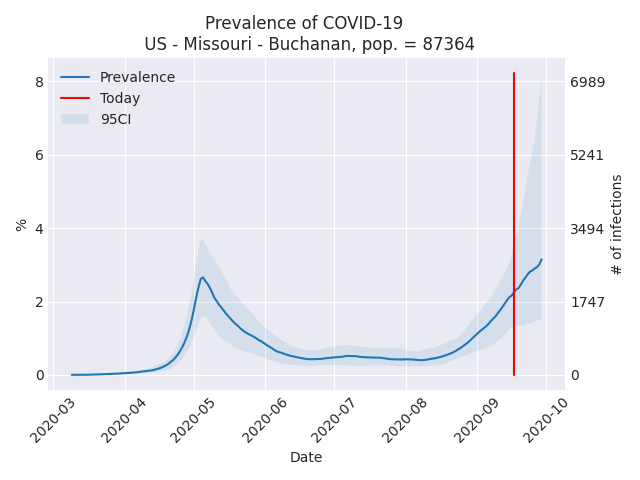 Prevalence of COVID-19
US - Missouri - Buchanan, pop. = 87364
Prevalence
Today
95CI
8
6
4
2
0
%
6989
5241
3494
1747
0
# of infections
2020-03
2020-04
2020-05
2020-06
2020-07
2020-08
2020-09
2020-10
Date